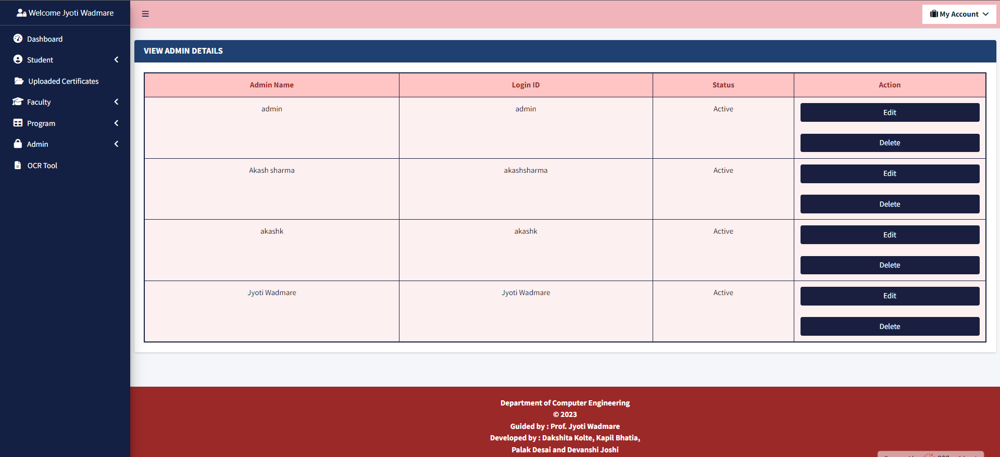 Welcome Jyoti Wadmare
My Account
Dashboard
Student
Uploaded Certificates
Faculty
Program
Admin
OCR Tool
VIEW ADMIN DETAILS
Admin Name Login ID Status Action
admin admin Active Edit
Delete
Akash sharma akashsharma Active Edit
Delete
akashk akashk Active Edit
Delete
Jyoti Wadmare Jyoti Wadmare Active Edit
Delete
Department of Computer Engineering
© 2023
Guided by : Prof. Jyoti Wadmare
Developed by : Dakshita Kolte, Kapil Bhatia,
Palak Desai and Devanshi Joshi